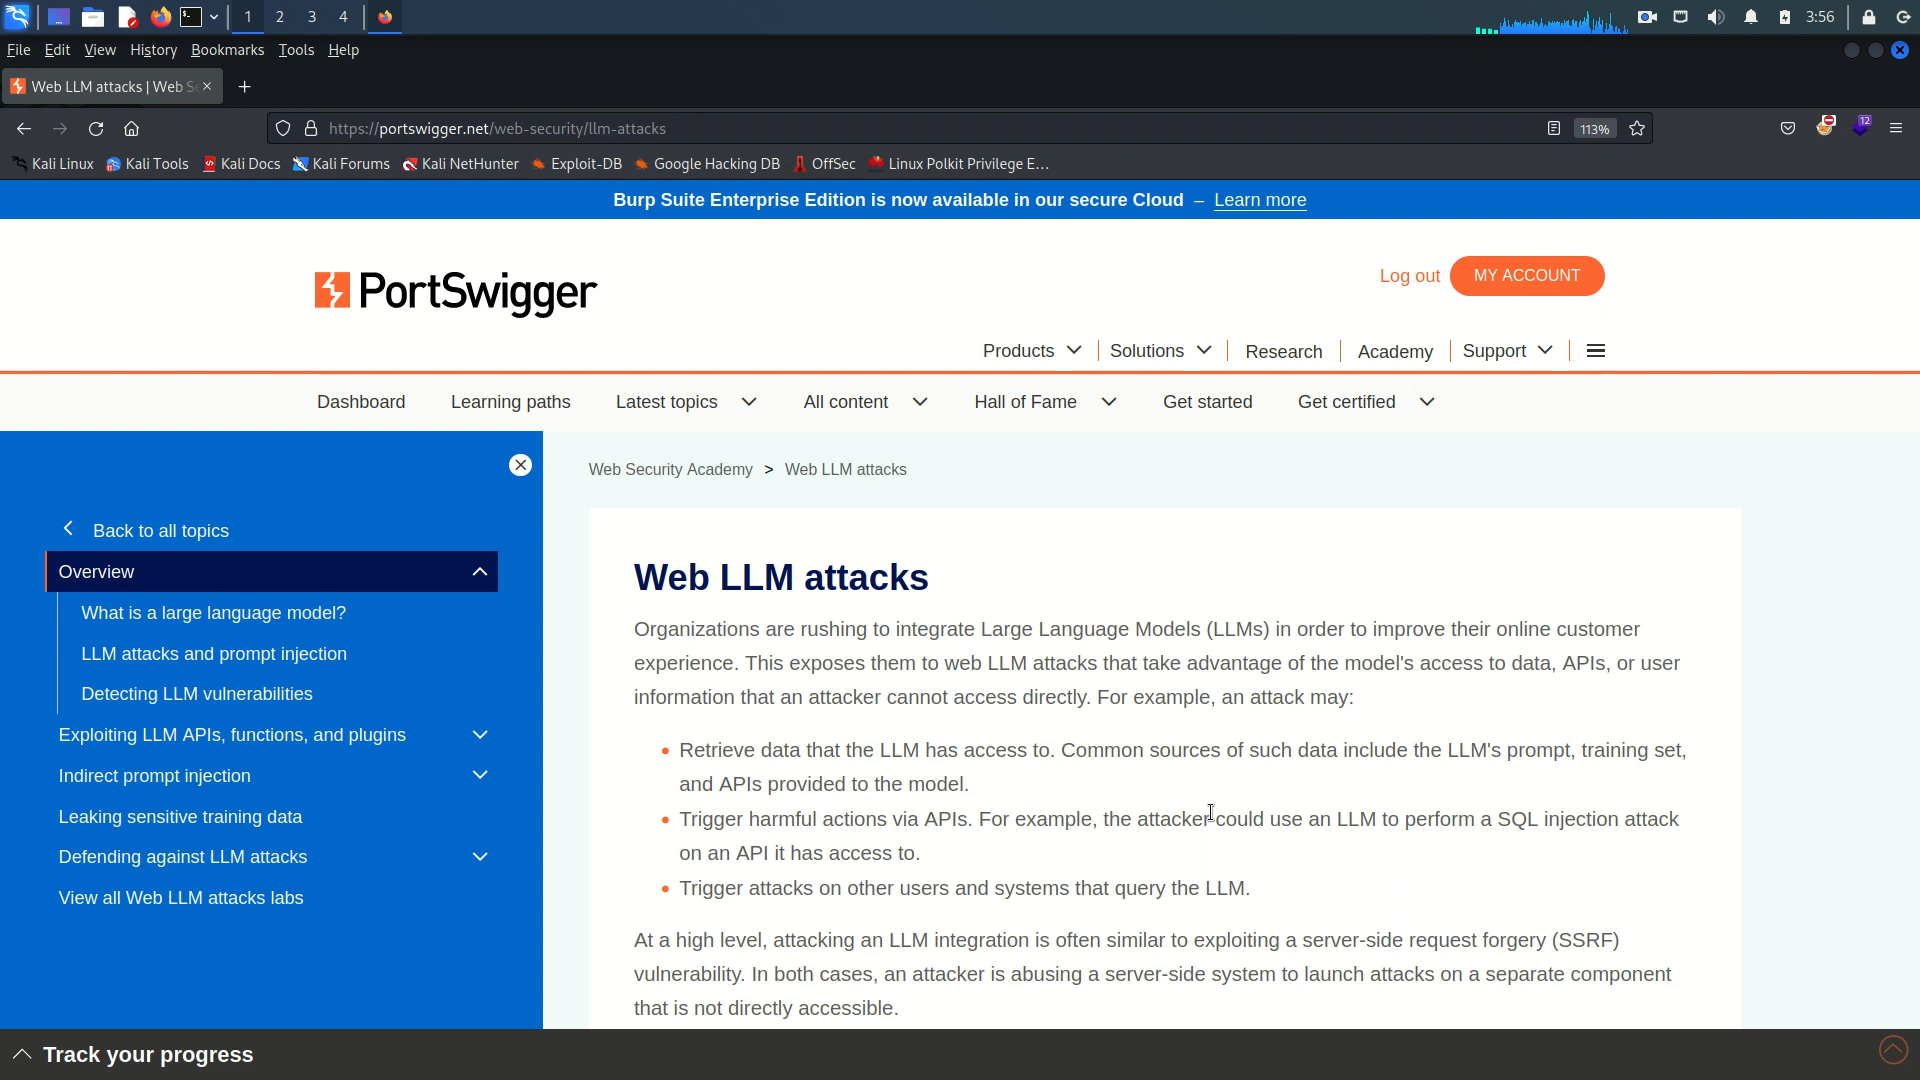 1 2 3 4 3:56
File Edit View History Bookmarks Tools Help
Web LLM attacks | Web S
https://portswigger.net/web-security/llm-attacks 113% 12
Kali Linux Kali Tools Kali Docs Kali Forums Kali NetHunter Exploit-DB Google Hacking DB OffSec Linux Polkit Privilege E…
Burp Suite Enterprise Edition is now available in our secure Cloud – Learn more
PortSwigger
Log out MY ACCOUNT
Products Solutions Research Academy Support
Dashboard Learning paths Latest topics All content Hall of Fame Get started Get certified
Back to all topics
Overview
What is a large language model?
LLM attacks and prompt injection
Detecting LLM vulnerabilities
Exploiting LLM APIs, functions, and plugins
Indirect prompt injection
Leaking sensitive training data
Defending against LLM attacks
View all Web LLM attacks labs
Web Security Academy > Web LLM attacks
Web LLM attacks
Organizations are rushing to integrate Large Language Models (LLMs) in order to improve their online customer
experience. This exposes them to web LLM attacks that take advantage of the model's access to data, APIs, or user
information that an attacker cannot access directly. For example, an attack may:
Retrieve data that the LLM has access to. Common sources of such data include the LLM's prompt, training set,
and APIs provided to the model.
Trigger harmful actions via APIs. For example, the attacker could use an LLM to perform a SQL injection attack
on an API it has access to.
Trigger attacks on other users and systems that query the LLM.
At a high level, attacking an LLM integration is often similar to exploiting a server-side request forgery (SSRF)
vulnerability. In both cases, an attacker is abusing a server-side system to launch attacks on a separate component
that is not directly accessible.
Track your progress